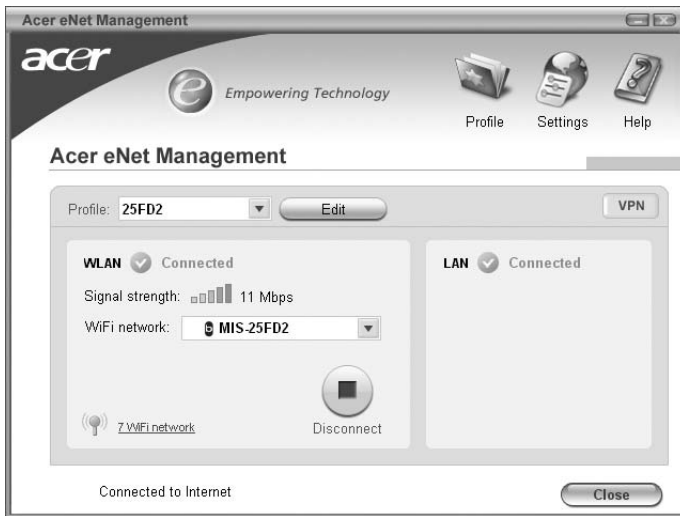 Acer eNet Management
acer
e Empowering Technology
Profile
Settings
Help
Acer eNet Management
Profile: 25FD2
Edit
VPN
WLAN Connected
Signal strength: 11 Mbps
WiFi network: b MIS-25FD2
7 WiFi network
Disconnect
LAN Connected
Connected to Internet
Close